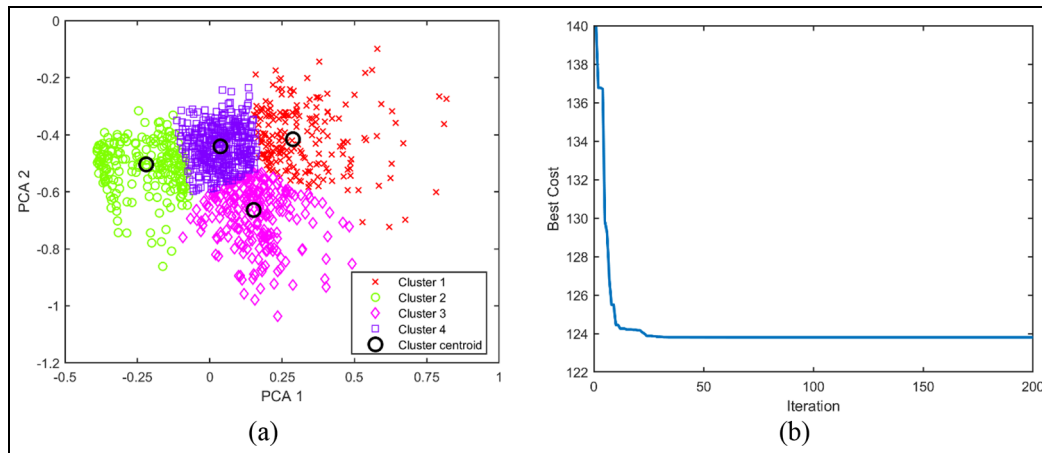 0
-0.2
-0.4
-0.6
-0.8
-1
-1.2
PCA 2
-0.5
-0.25
0
0.25
0.5
0.75
1
PCA 1
Cluster 1
Cluster 2
Cluster 3
Cluster 4
Cluster centroid
(a)
140
138
136
134
132
130
128
126
124
122
Best Cost
0
50
100
150
200
Iteration
(b)